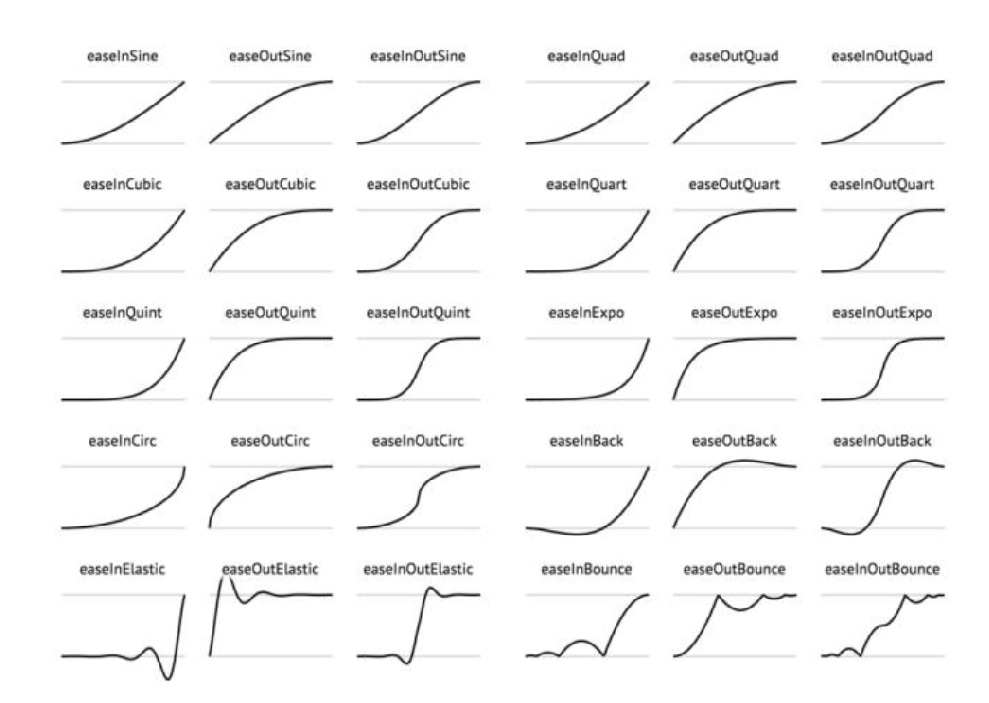 easeInSine easeOutSine easeInOutSine easeInQuad easeOutQuad easeInOutQuad
easeInCubic easeOutCubic easeInOutCubic easeInQuart easeOutQuart easeInOutQuart
easeInQuint easeOutQuint easeInOutQuint easeInExpo easeOutExpo easeInOutExpo
easeInCirc easeOutCirc easeInOutCirc easeInBack easeOutBack easeInOutBack
easeInElastic easeOutElastic easeInOutElastic easeInBounce easeOutBounce easeInOutBounce